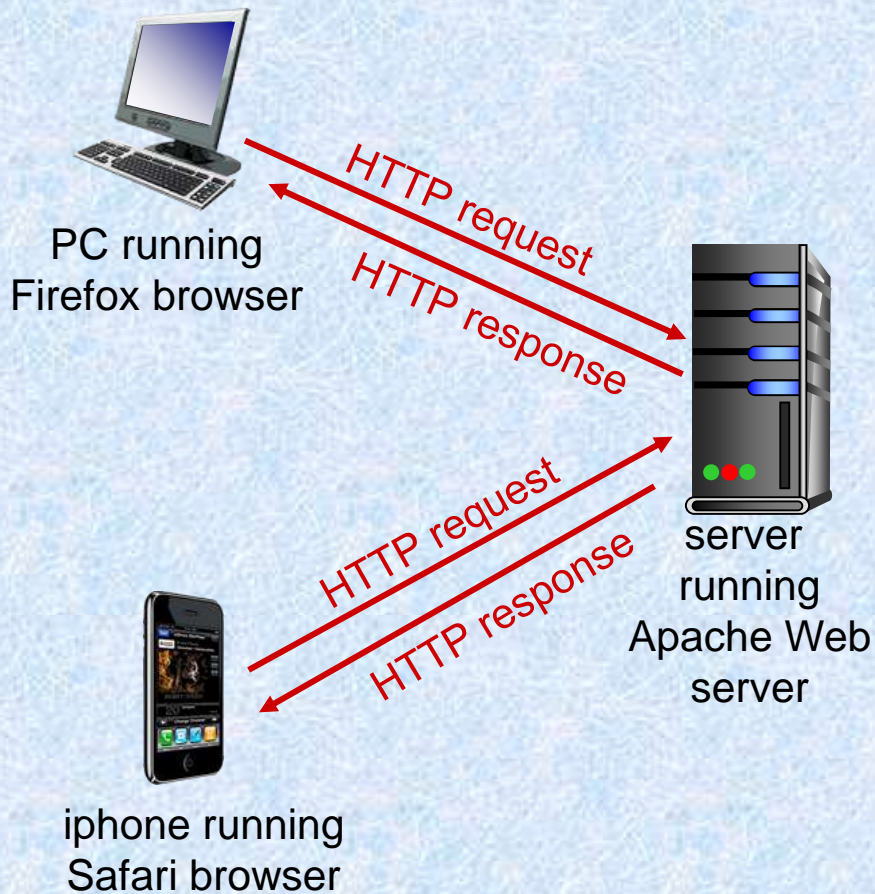 HTTP request
HTTP response
PC running
Firefox browser
HTTP request
HTTP response
server
running
Apache Web
server
iphone running
Safari browser